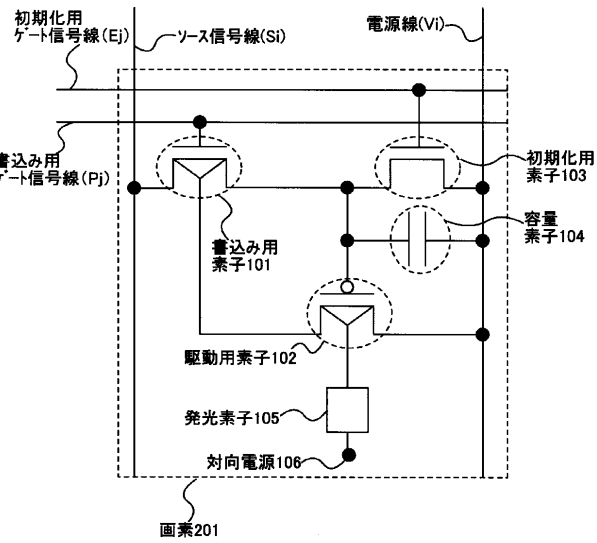 初期化用
ゲート信号線(Ej)
ソース信号線(Si)
電源線(Vi)
書込み用
ゲート信号線(Pj)
初期化用
素子103
容量
素子104
書込み用
素子101
駆動用素子102
発光素子105
対向電源106
画素201